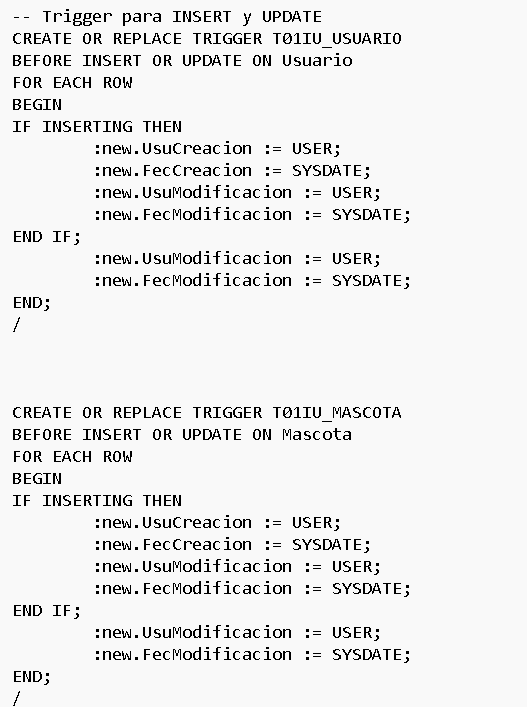 -- Trigger para INSERT y UPDATE
CREATE OR REPLACE TRIGGER T01IU_USUARIO
BEFORE INSERT OR UPDATE ON Usuario
FOR EACH ROW
BEGIN
IF INSERTING THEN
        :new.UsuCreacion := USER;
        :new.FecCreacion := SYSDATE;
        :new.UsuModificacion := USER;
        :new.FecModificacion := SYSDATE;
END IF;
        :new.UsuModificacion := USER;
        :new.FecModificacion := SYSDATE;
END;
/
CREATE OR REPLACE TRIGGER T01IU_MASCOTA
BEFORE INSERT OR UPDATE ON Mascota
FOR EACH ROW
BEGIN
IF INSERTING THEN
        :new.UsuCreacion := USER;
        :new.FecCreacion := SYSDATE;
        :new.UsuModificacion := USER;
        :new.FecModificacion := SYSDATE;
END IF;
        :new.UsuModificacion := USER;
        :new.FecModificacion := SYSDATE;
END;
/